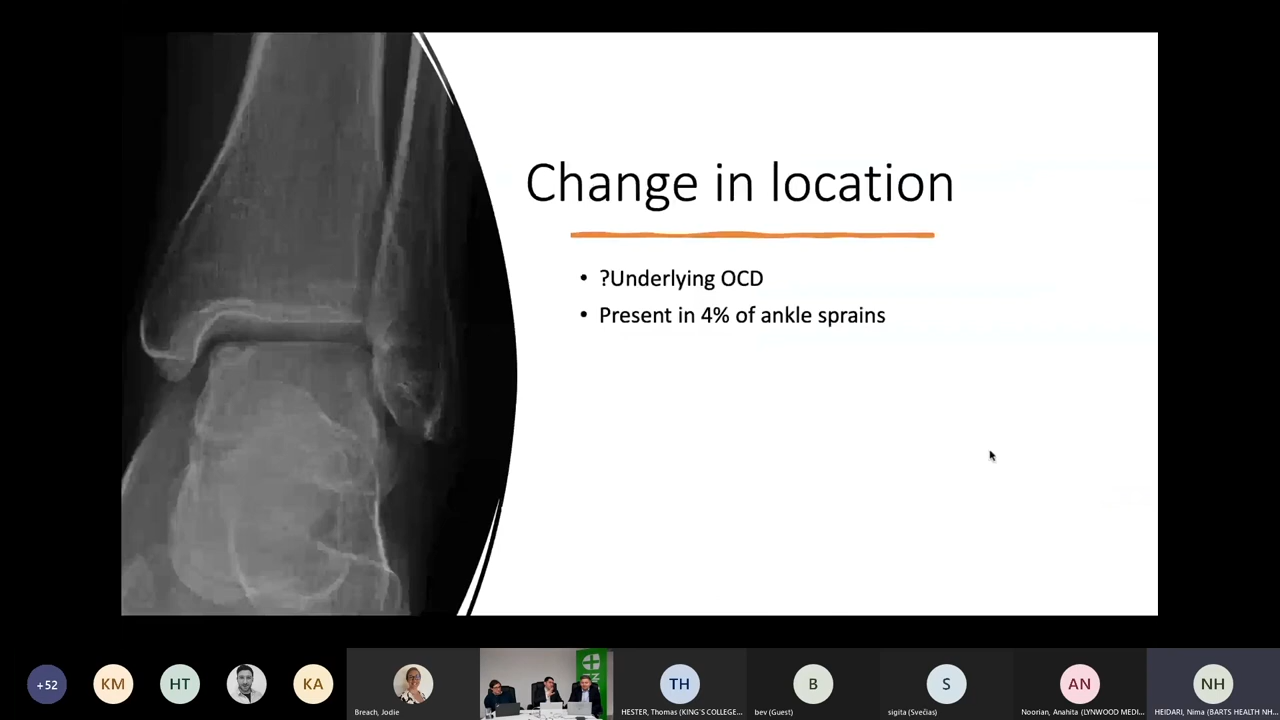 Change in location
• ?Underlying OCD
• Present in 4% of ankle sprains
+52
KM
HT
KA
Breach, Jodie
TH
HESTER, Thomas (KING'S COLLEGE...
B
bev (Guest)
S
sigita (Svečias)
AN
Noorian, Anahita (LYNWOOD MEDI...
NH
HEIDARI, Nima (BARTS HEALTH NH...